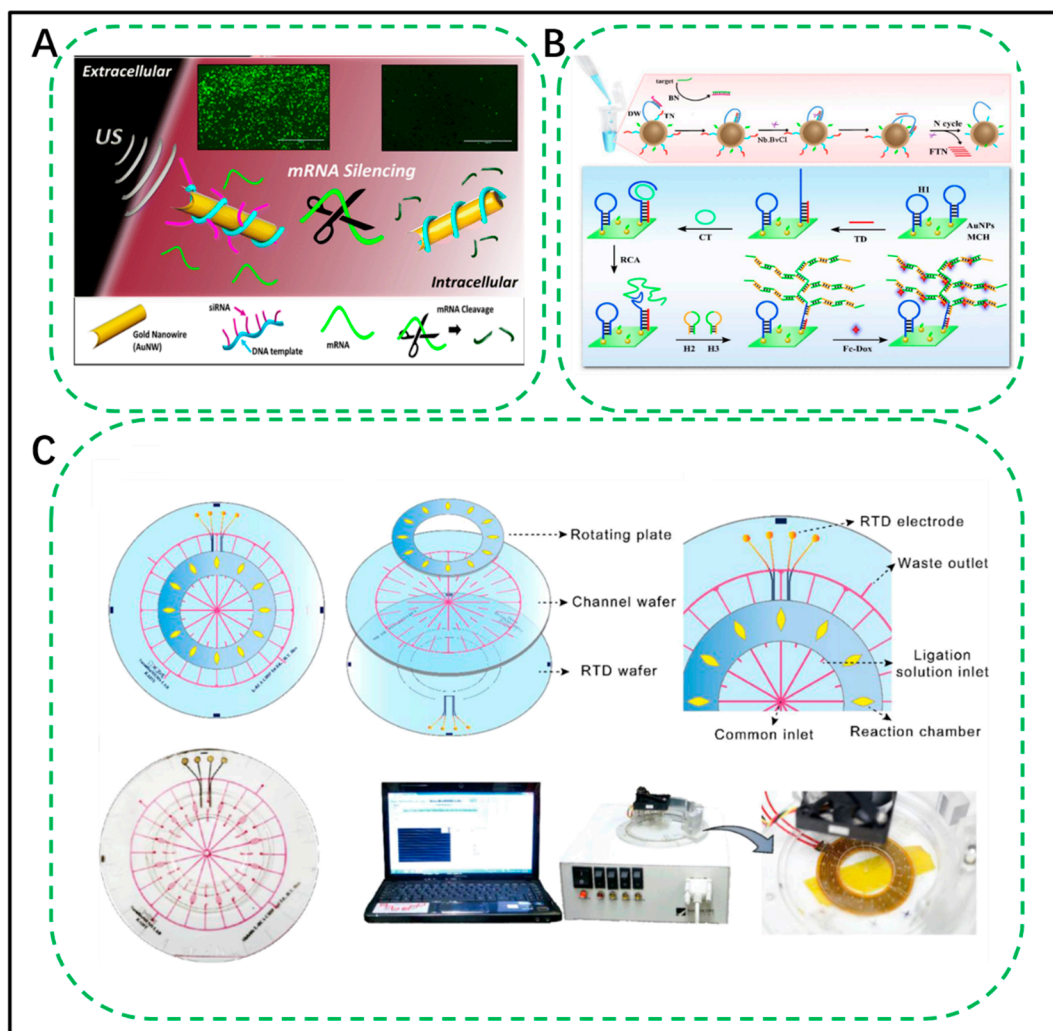 A
Extracellular
US
mRNA Silencing
Intracellular
Gold Nanowire
(AuNW)
siRNA
DNA template
mRNA
mRNA Cleavage
B
target
BN
DW
TN
Nb.BvCI
N cycle
FTN
H1
AuNPs
MCH
TD
CT
RCA
H2
H3
Fc-Dox
C
Rotating plate
Channel wafer
RTD wafer
RTD electrode
Waste outlet
Ligation
solution inlet
Reaction chamber
Common inlet